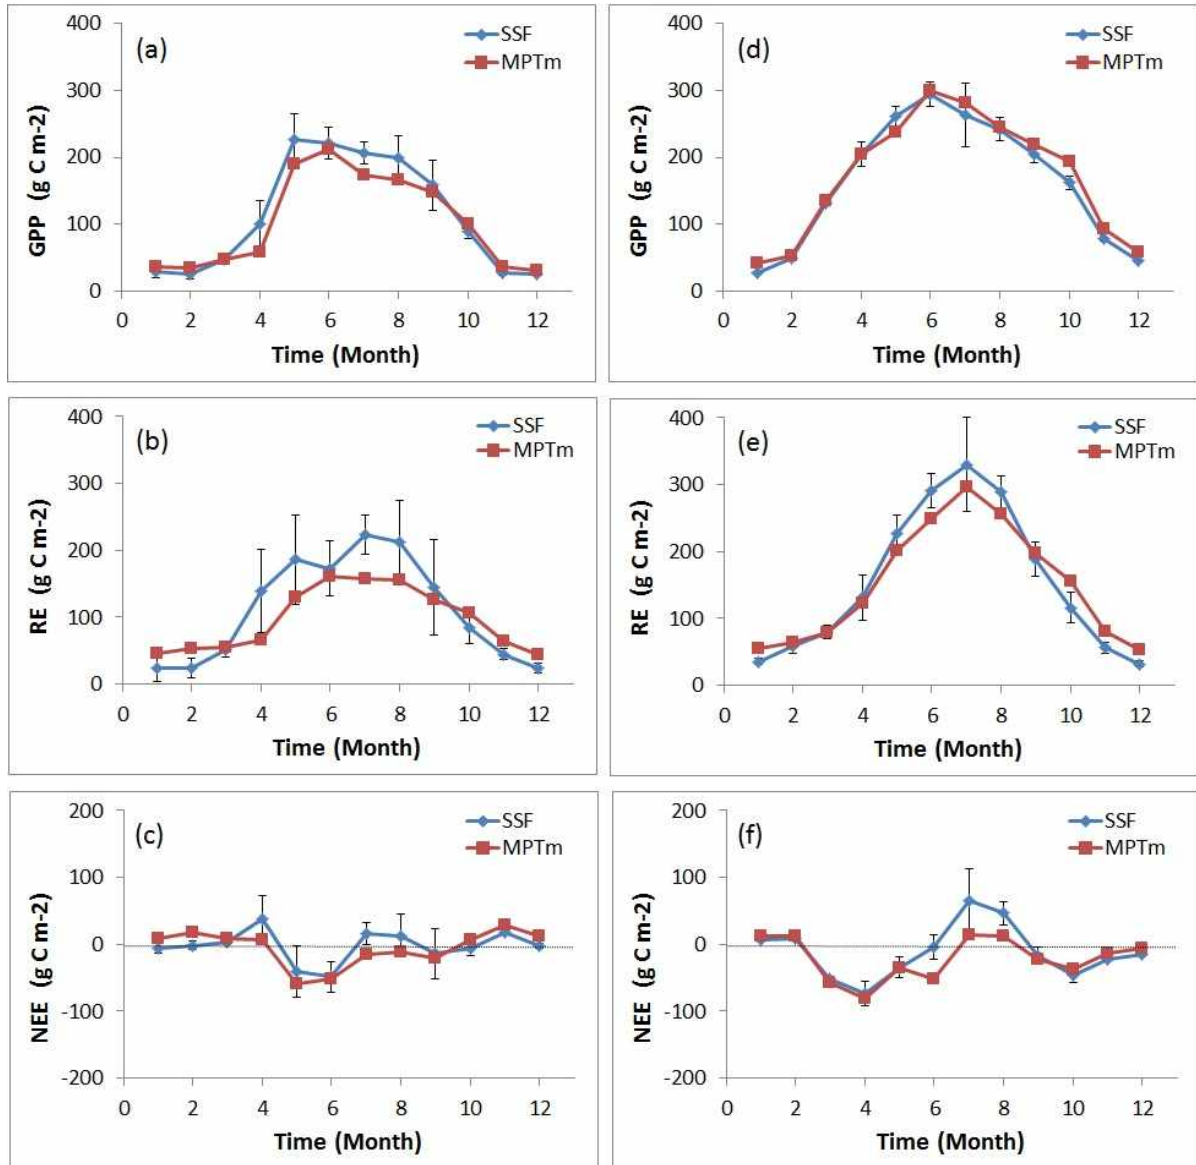 400
(a)
SSF
MPTm
300
GPP (g C m-2)
200
100
0
0 2 4 6 8 10 12
Time (Month)
400
(d)
SSF
MPTm
300
GPP (g C m-2)
200
100
0
0 2 4 6 8 10 12
Time (Month)
400
(b)
SSF
MPTm
300
RE (g C m-2)
200
100
0
0 2 4 6 8 10 12
Time (Month)
400
(e)
SSF
MPTm
300
RE (g C m-2)
200
100
0
0 2 4 6 8 10 12
Time (Month)
200
(c)
SSF
MPTm
100
NEE (g C m-2)
0
-100
-200
0 2 4 6 8 10 12
Time (Month)
200
(f)
SSF
MPTm
100
NEE (g C m-2)
0
-100
-200
0 2 4 6 8 10 12
Time (Month)